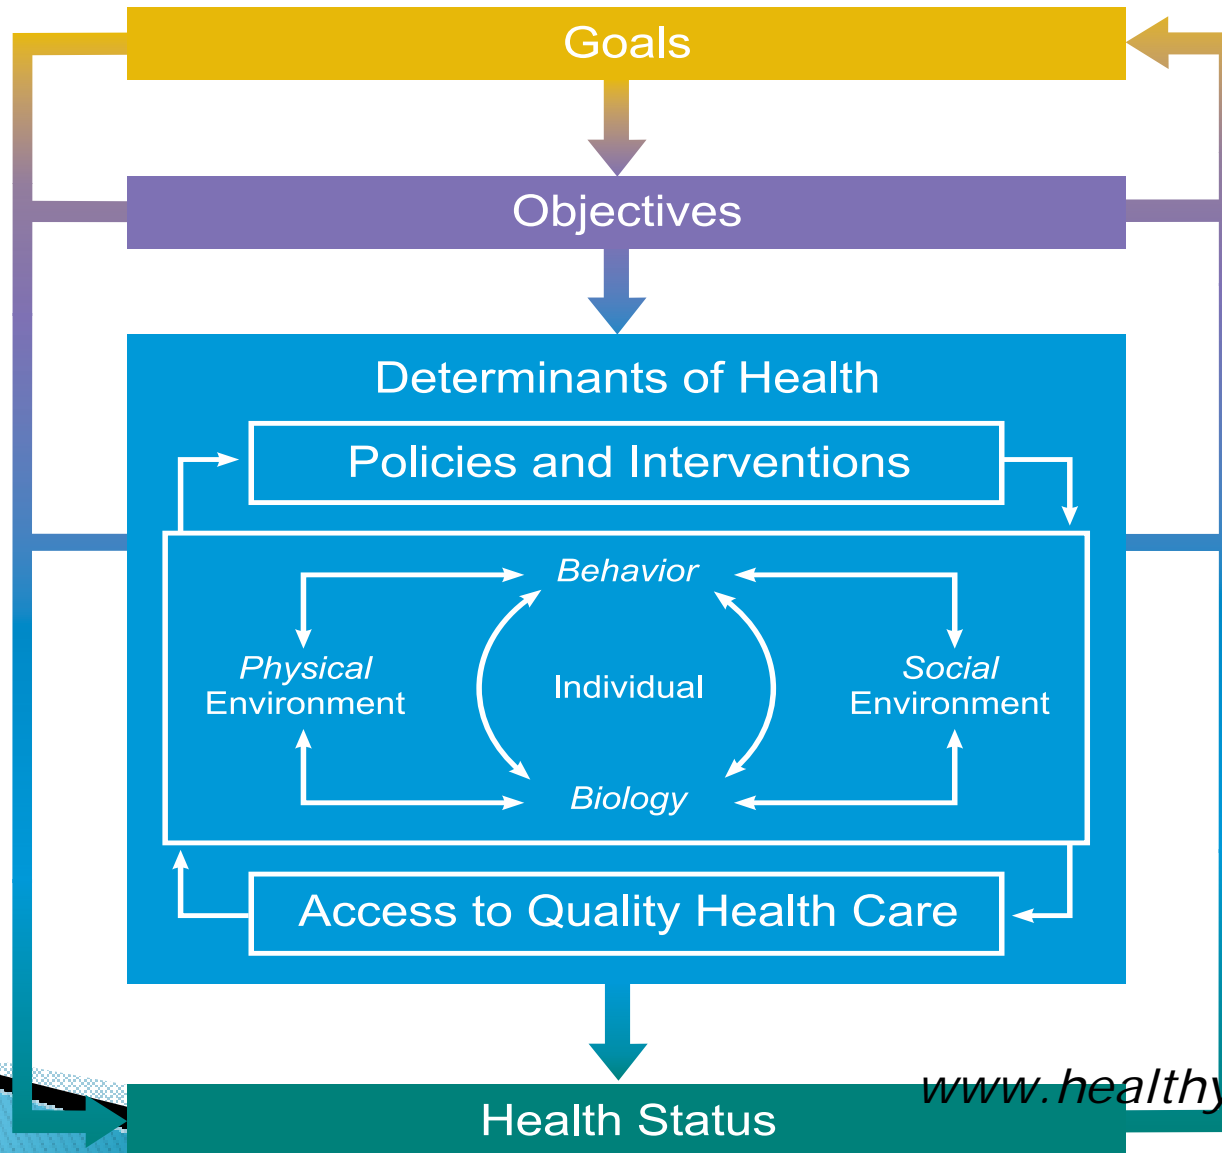 Goals
Objectives
Determinants of Health
Policies and Interventions
Behavior
Physical
Environment
Individual
Social
Environment
Biology
Access to Quality Health Care
www.healthy
Health Status